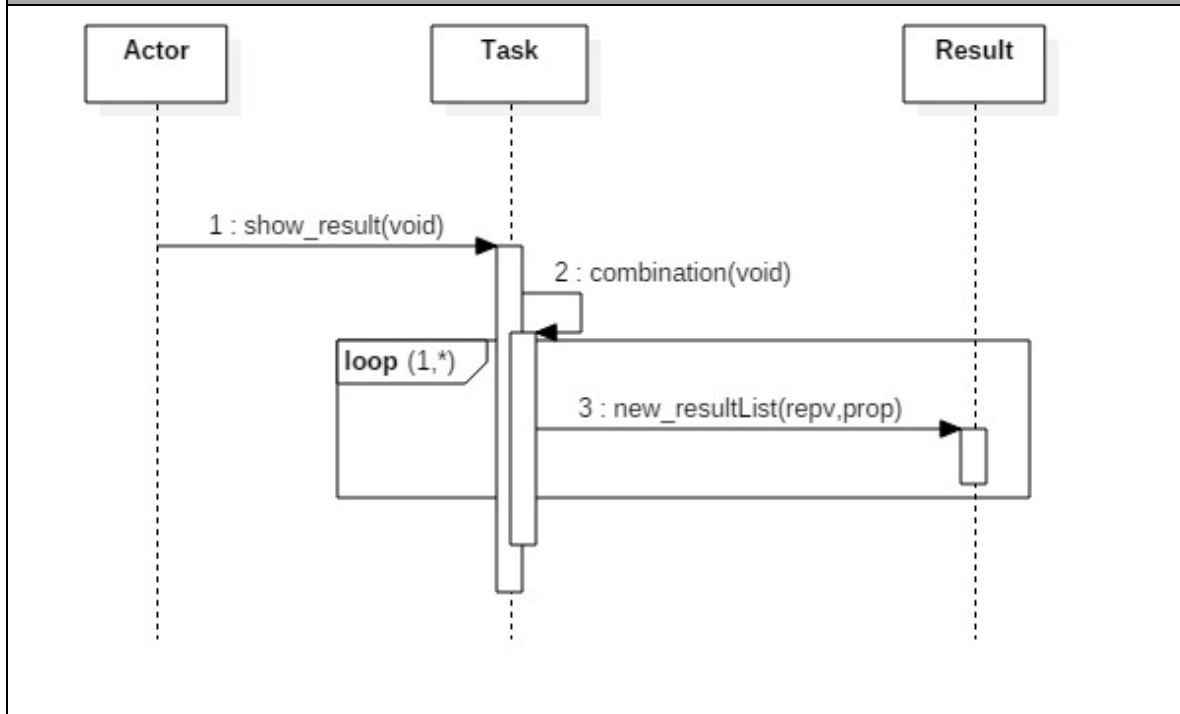 Actor
Task
Result
1 : show_result(void)
2 : combination(void)
loop (1,*)
3 : new_resultList(repv,prop)